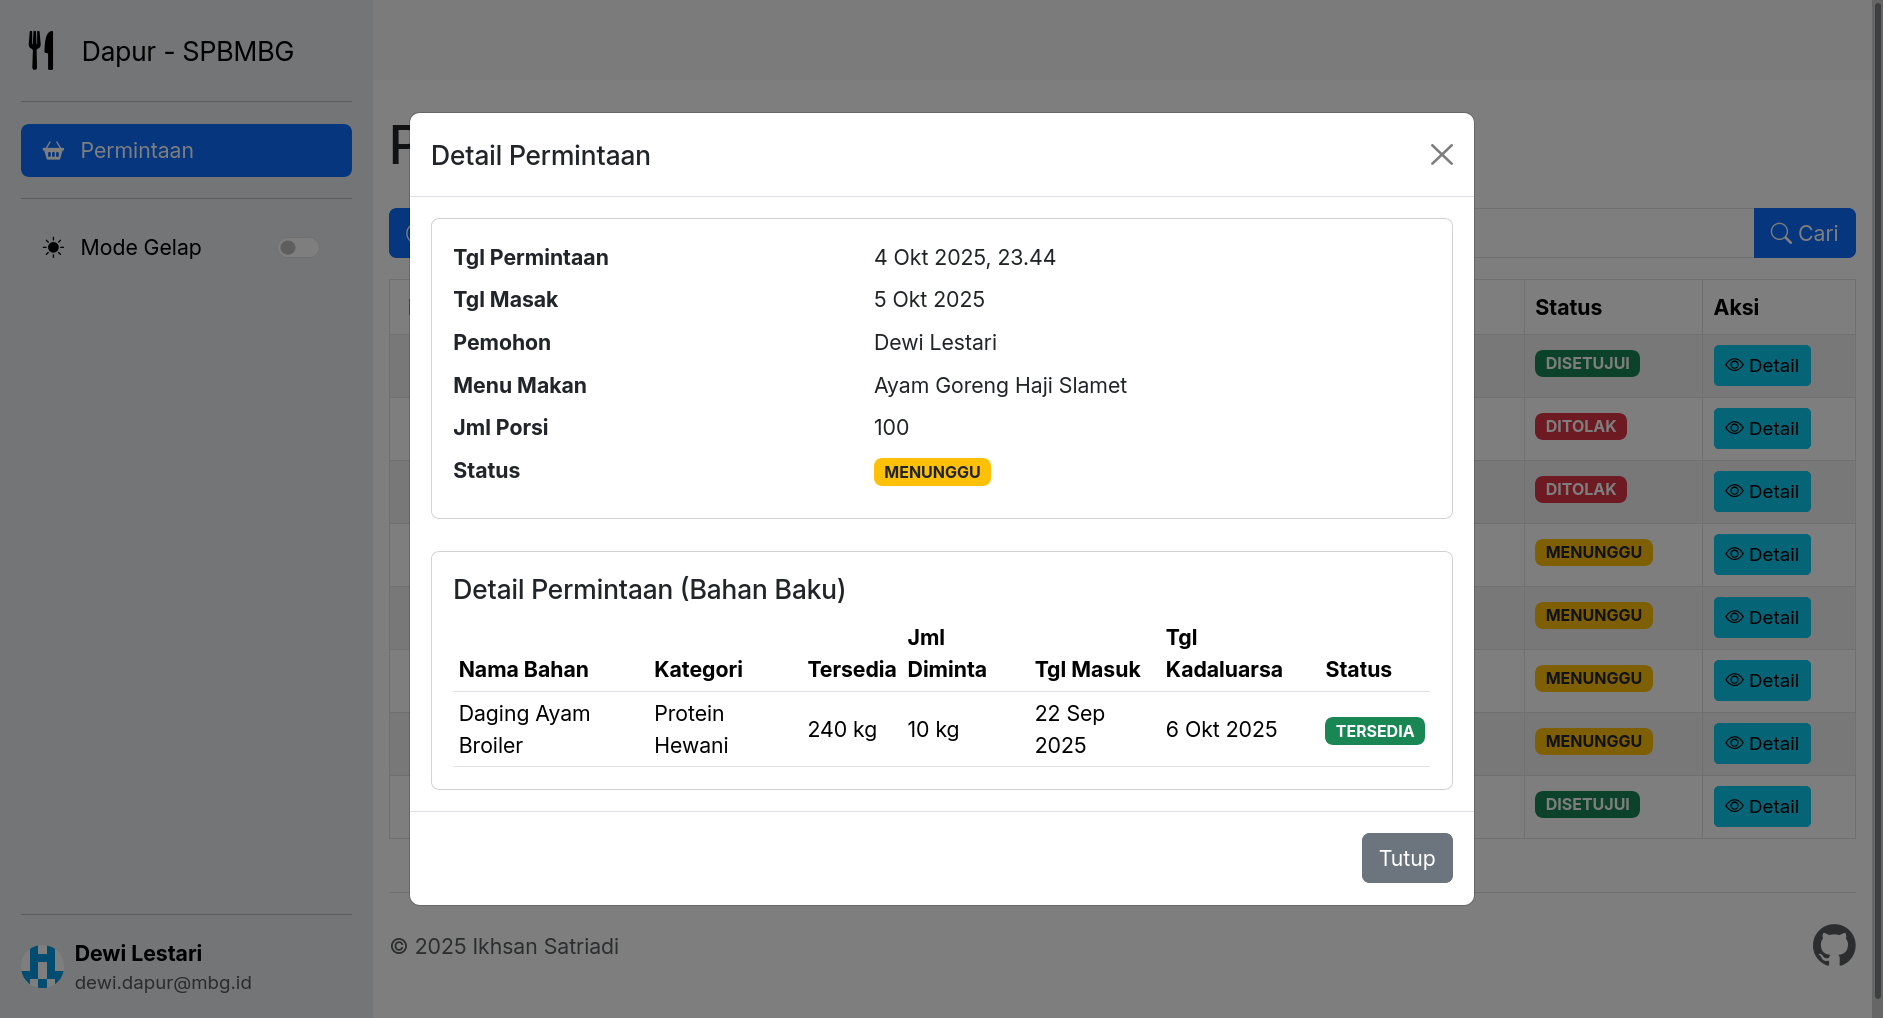 Dapur - SPBMBG
Permintaan
Mode Gelap
Dewi Lestari
dewi.dapur@mbg.id
Detail Permintaan
Tgl Permintaan 4 Okt 2025, 23.44
Tgl Masak 5 Okt 2025
Pemohon Dewi Lestari
Menu Makan Ayam Goreng Haji Slamet
Jml Porsi 100
Status MENUNGGU
Detail Permintaan (Bahan Baku)
Nama Bahan Kategori Tersedia Jml Diminta Tgl Masuk Tgl Kadaluarsa Status
Daging Ayam Broiler Protein Hewani 240 kg 10 kg 22 Sep 2025 6 Okt 2025 TERSEDIA
Tutup
Cari
Status Aksi
DISETUJUI Detail
DITOLAK Detail
DITOLAK Detail
MENUNGGU Detail
MENUNGGU Detail
MENUNGGU Detail
MENUNGGU Detail
DISETUJUI Detail
© 2025 Ikhsan Satriadi